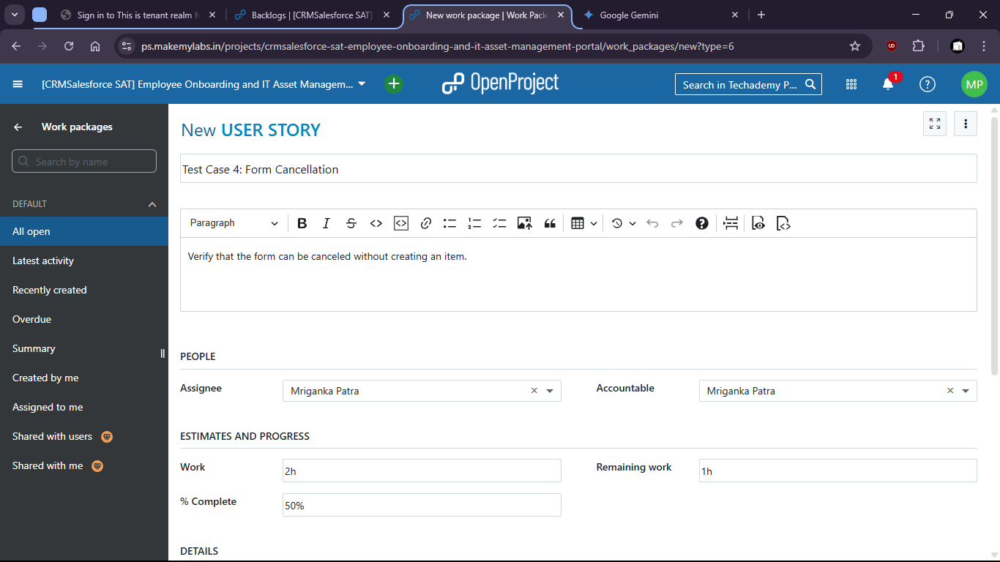 Sign in to This is tenant realm f
Backlogs | [CRMSalesforce SAT]
New work package | Work Pack
Google Gemini
ps.makemylabs.in/projects/crmsalesforce-sat-employee-onboarding-and-it-asset-management-portal/work_packages/new?type=6
UD
[CRMSalesforce SAT] Employee Onboarding and IT Asset Managem...
OpenProject
Search in Techademy P...
1
MP
Work packages
Search by name
DEFAULT
All open
Latest activity
Recently created
Overdue
Summary
Created by me
Assigned to me
Shared with users
Shared with me
New USER STORY
Test Case 4: Form Cancellation
Paragraph
Verify that the form can be canceled without creating an item.
PEOPLE
Assignee
Mriganka Patra
Accountable
Mriganka Patra
ESTIMATES AND PROGRESS
Work
2h
Remaining work
1h
% Complete
50%
DETAILS